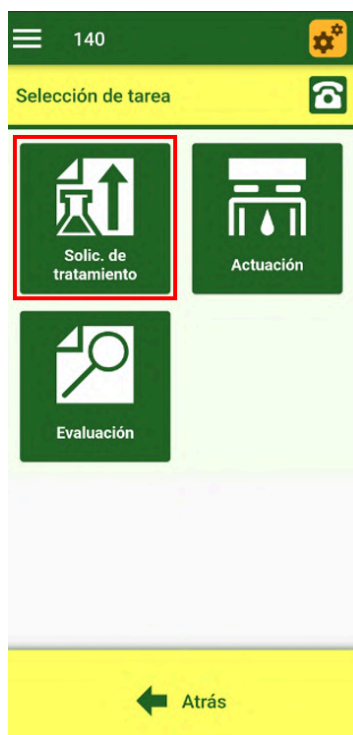 140
Selección de tarea
Solic. de
tratamiento
Actuación
Evaluación
Atrás